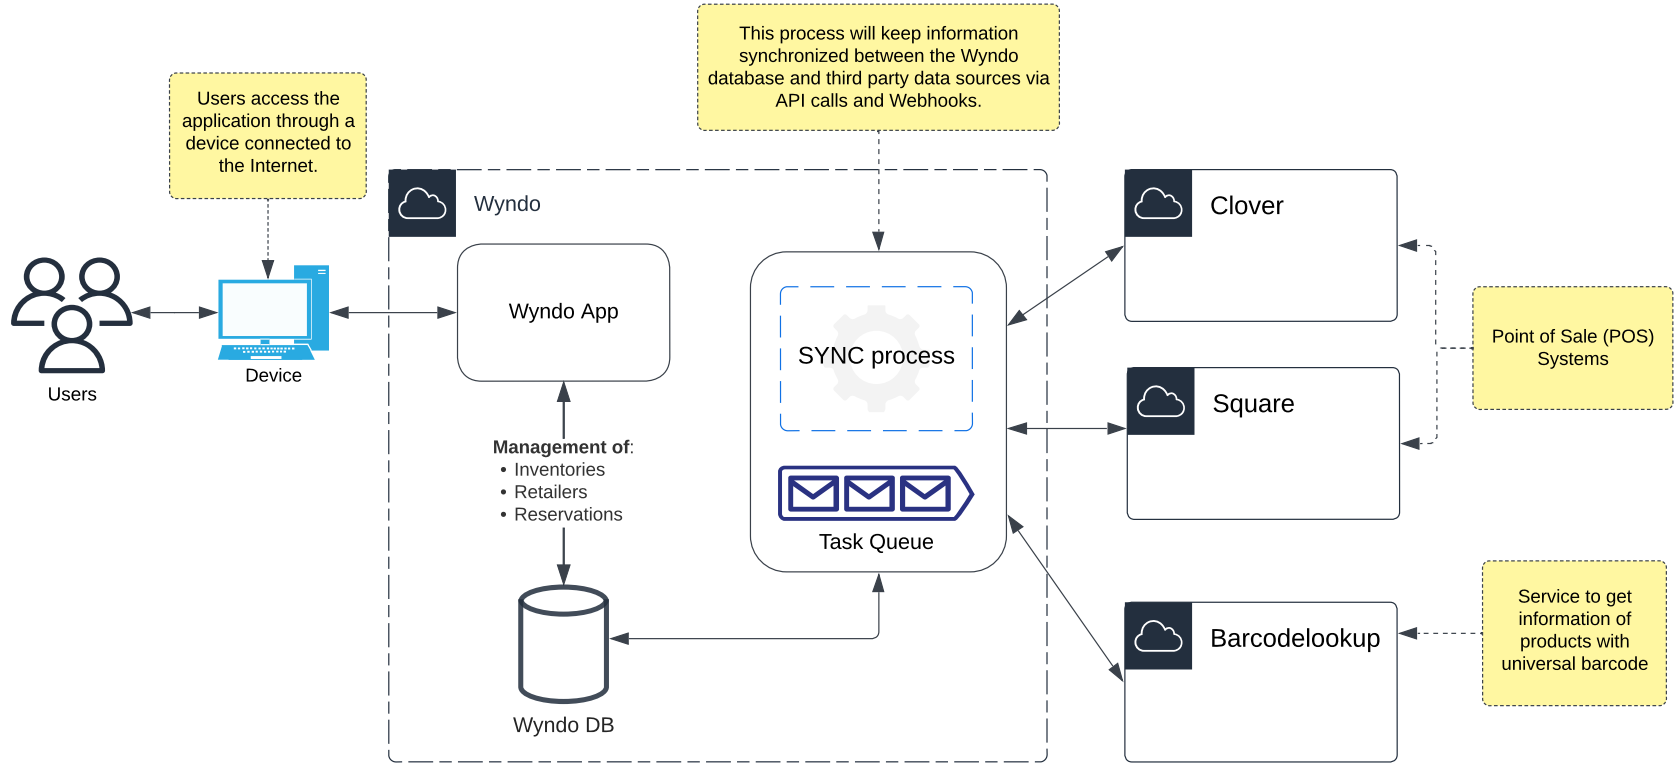 This process will keep information
synchronized between the Wyndo
database and third party data sources via
API calls and Webhooks.
Users access the
application through a
device connected to
the Internet.
Wyndo
Clover
Wyndo App
Users
Device
SYNC process
Point of Sale (POS)
Systems
Square
Management of:
• Inventories
• Retailers
• Reservations
Task Queue
Service to get
information of
products with
universal barcode
Barcodelookup
Wyndo DB